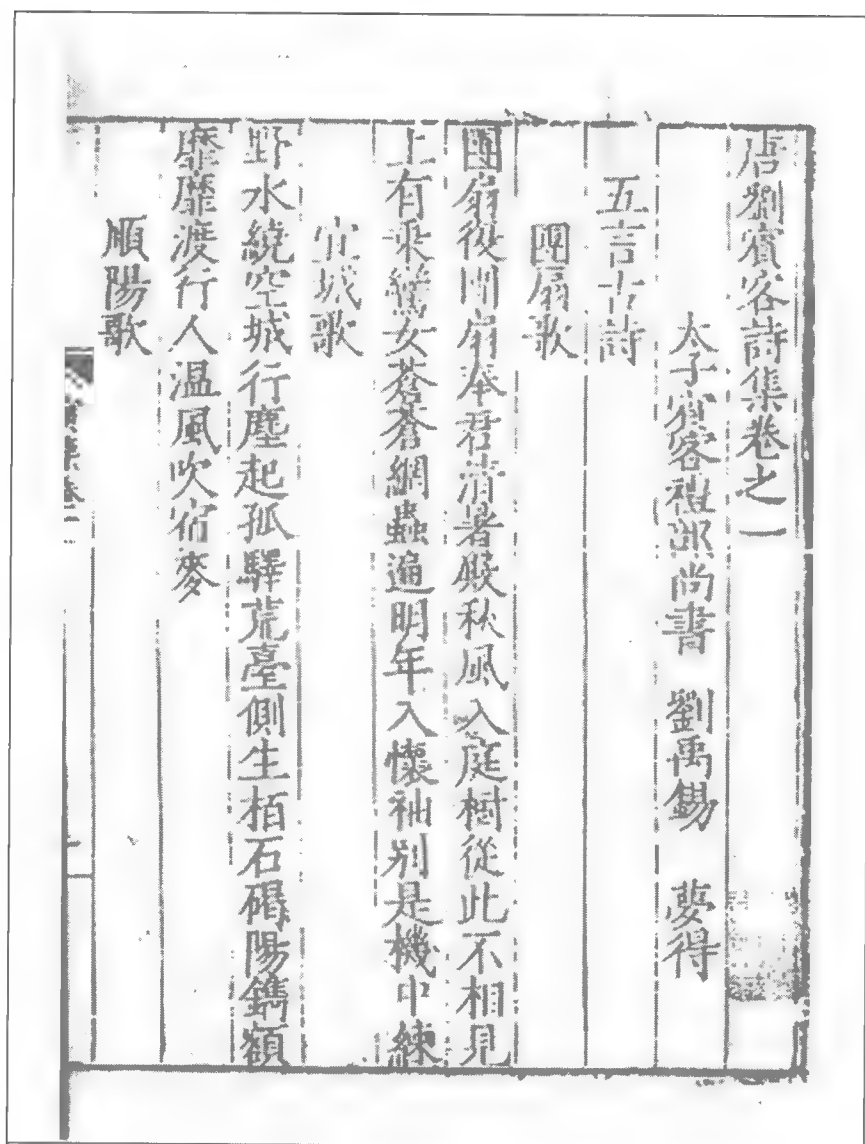 唐劉賓客詩集卷之一
太子賓客禮部尚書 劉禹錫 夢得
五言古詩
團扇歌
團扇復團扇奉君清暑殿秋風入庭樹從此不相見
上有乘鸞女蒼蒼網蟲遍明年入懷袖別是機中練
宜城歌
野水繞空城行塵起孤驛荒臺側生栢石碣陽鐫額
靡靡渡行人温風吹宿麥
順陽歌